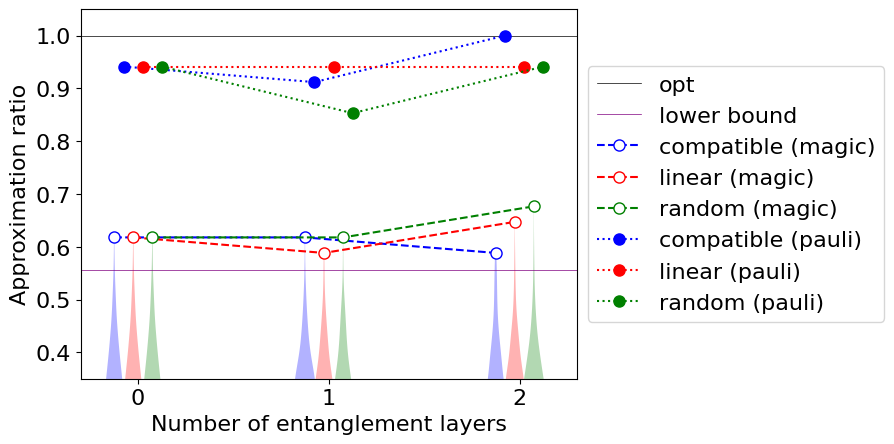 1.0
0.9
0.8
0.7
0.6
0.5
0.4
Approximation ratio
0 1 2
Number of entanglement layers
opt
lower bound
compatible (magic)
linear (magic)
random (magic)
compatible (pauli)
linear (pauli)
random (pauli)